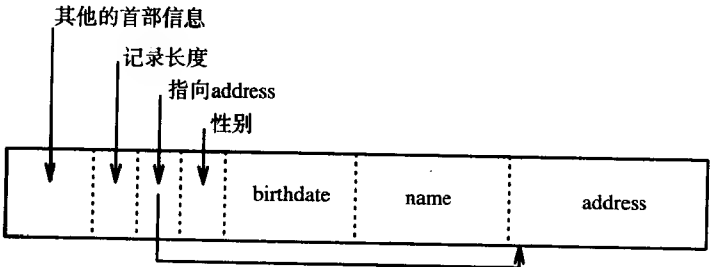 其他的首部信息
记录长度
指向address
性别
birthdate
name
address